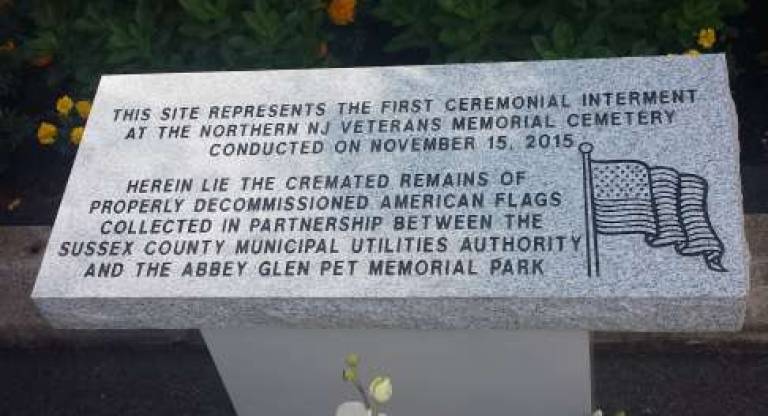 THIS SITE REPRESENTS THE FIRST CEREMONIAL INTERMENT
AT THE NORTHERN NJ VETERANS MEMORIAL CEMETERY
CONDUCTED ON NOVEMBER 15, 2015
HEREIN LIE THE CREMATED REMAINS OF
PROPERLY DECOMMISSIONED AMERICAN FLAGS
COLLECTED IN PARTNERSHIP BETWEEN THE
SUSSEX COUNTY MUNICIPAL UTILITIES AUTHORITY
AND THE ABBEY GLEN PET MEMORIAL PARK